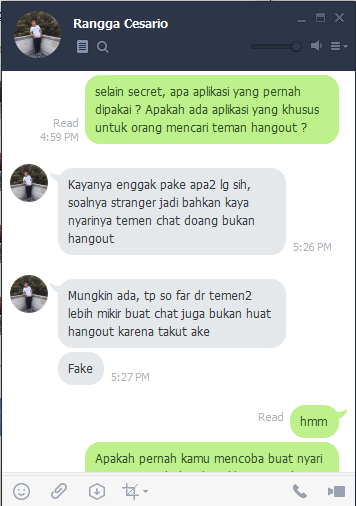 Rangga Cesario
selain secret, apa aplikasi yang pernah
dipakai ? Apakah ada aplikasi yang khusus
untuk orang mencari teman hangout ?
Read
4:59 PM
Kayanya enggak pake apa2 lg sih,
soalnya stranger jadi bahkan kaya
nyarinya temen chat doang bukan
hangout
5:26 PM
Mungkin ada, tp so far dr temen2
lebih mikir buat chat juga bukan huat
hangout karena takut ake
Fake
5:27 PM
Read
hmm
Apakah pernah kamu mencoba buat nyari